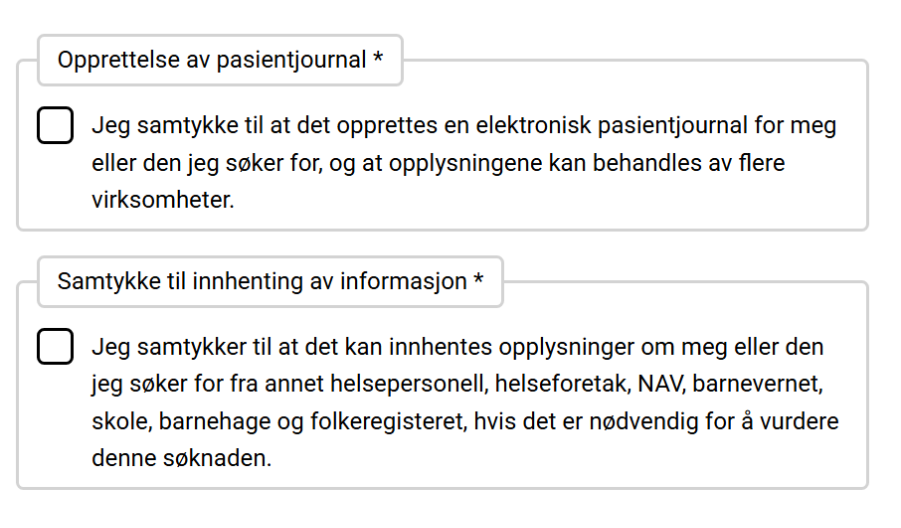 Opprettelse av pasientjournal *
Jeg samtykke til at det opprettes en elektronisk pasientjournal for meg
eller den jeg søker for, og at opplysningene kan behandles av flere
virksomheter.
Samtykke til innhenting av informasjon *
Jeg samtykker til at det kan innhentes opplysninger om meg eller den
jeg søker for fra annet helsepersonell, helseforetak, NAV, barnevernet,
skole, barnehage og folkeregisteret, hvis det er nødvendig for å vurdere
denne søknaden.